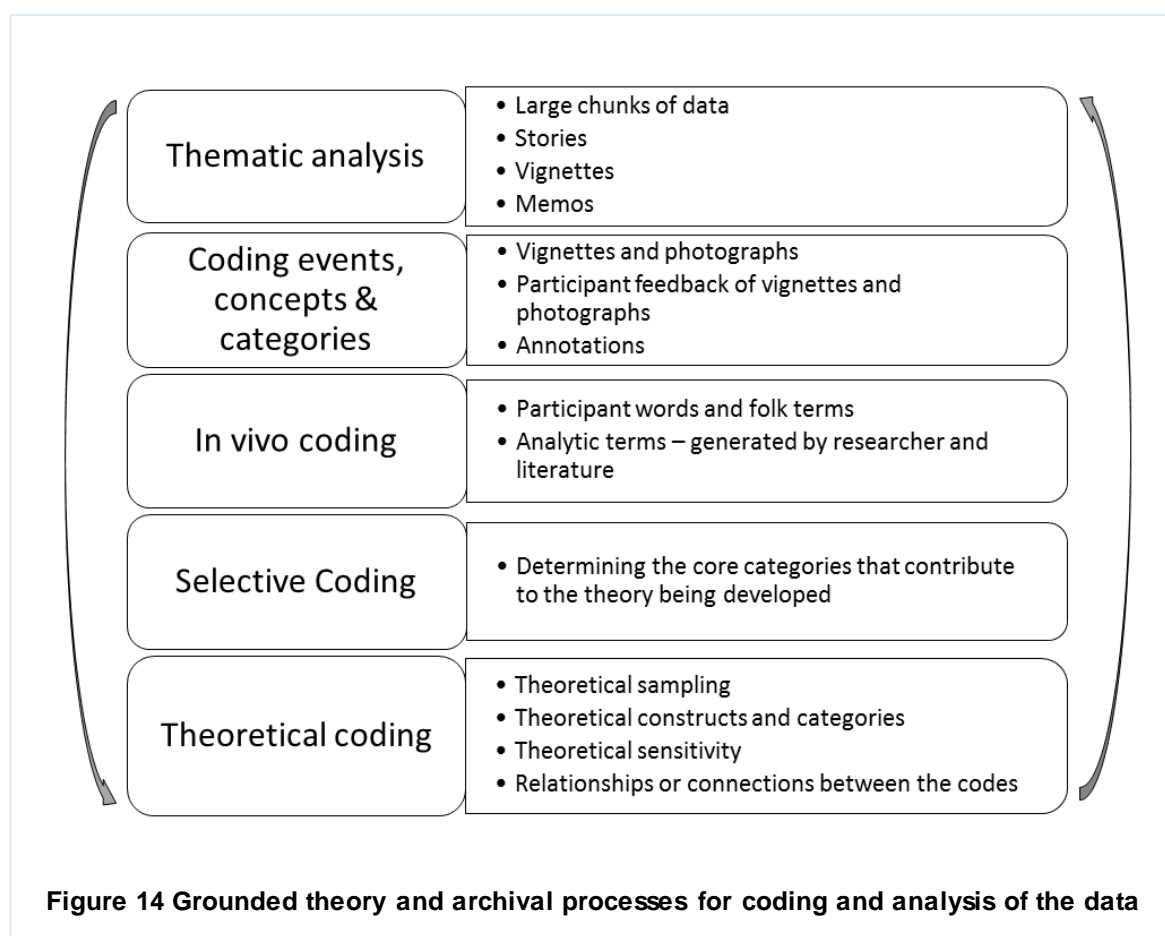 Thematic analysis
• Large chunks of data
• Stories
• Vignettes
• Memos
Coding events,
concepts &
categories
• Vignettes and photographs
• Participant feedback of vignettes and
photographs
• Annotations
In vivo coding
• Participant words and folk terms
• Analytic terms – generated by researcher and
literature
Selective Coding
• Determining the core categories that contribute
to the theory being developed
Theoretical coding
• Theoretical sampling
• Theoretical constructs and categories
• Theoretical sensitivity
• Relationships or connections between the codes
Figure 14 Grounded theory and archival processes for coding and analysis of the data